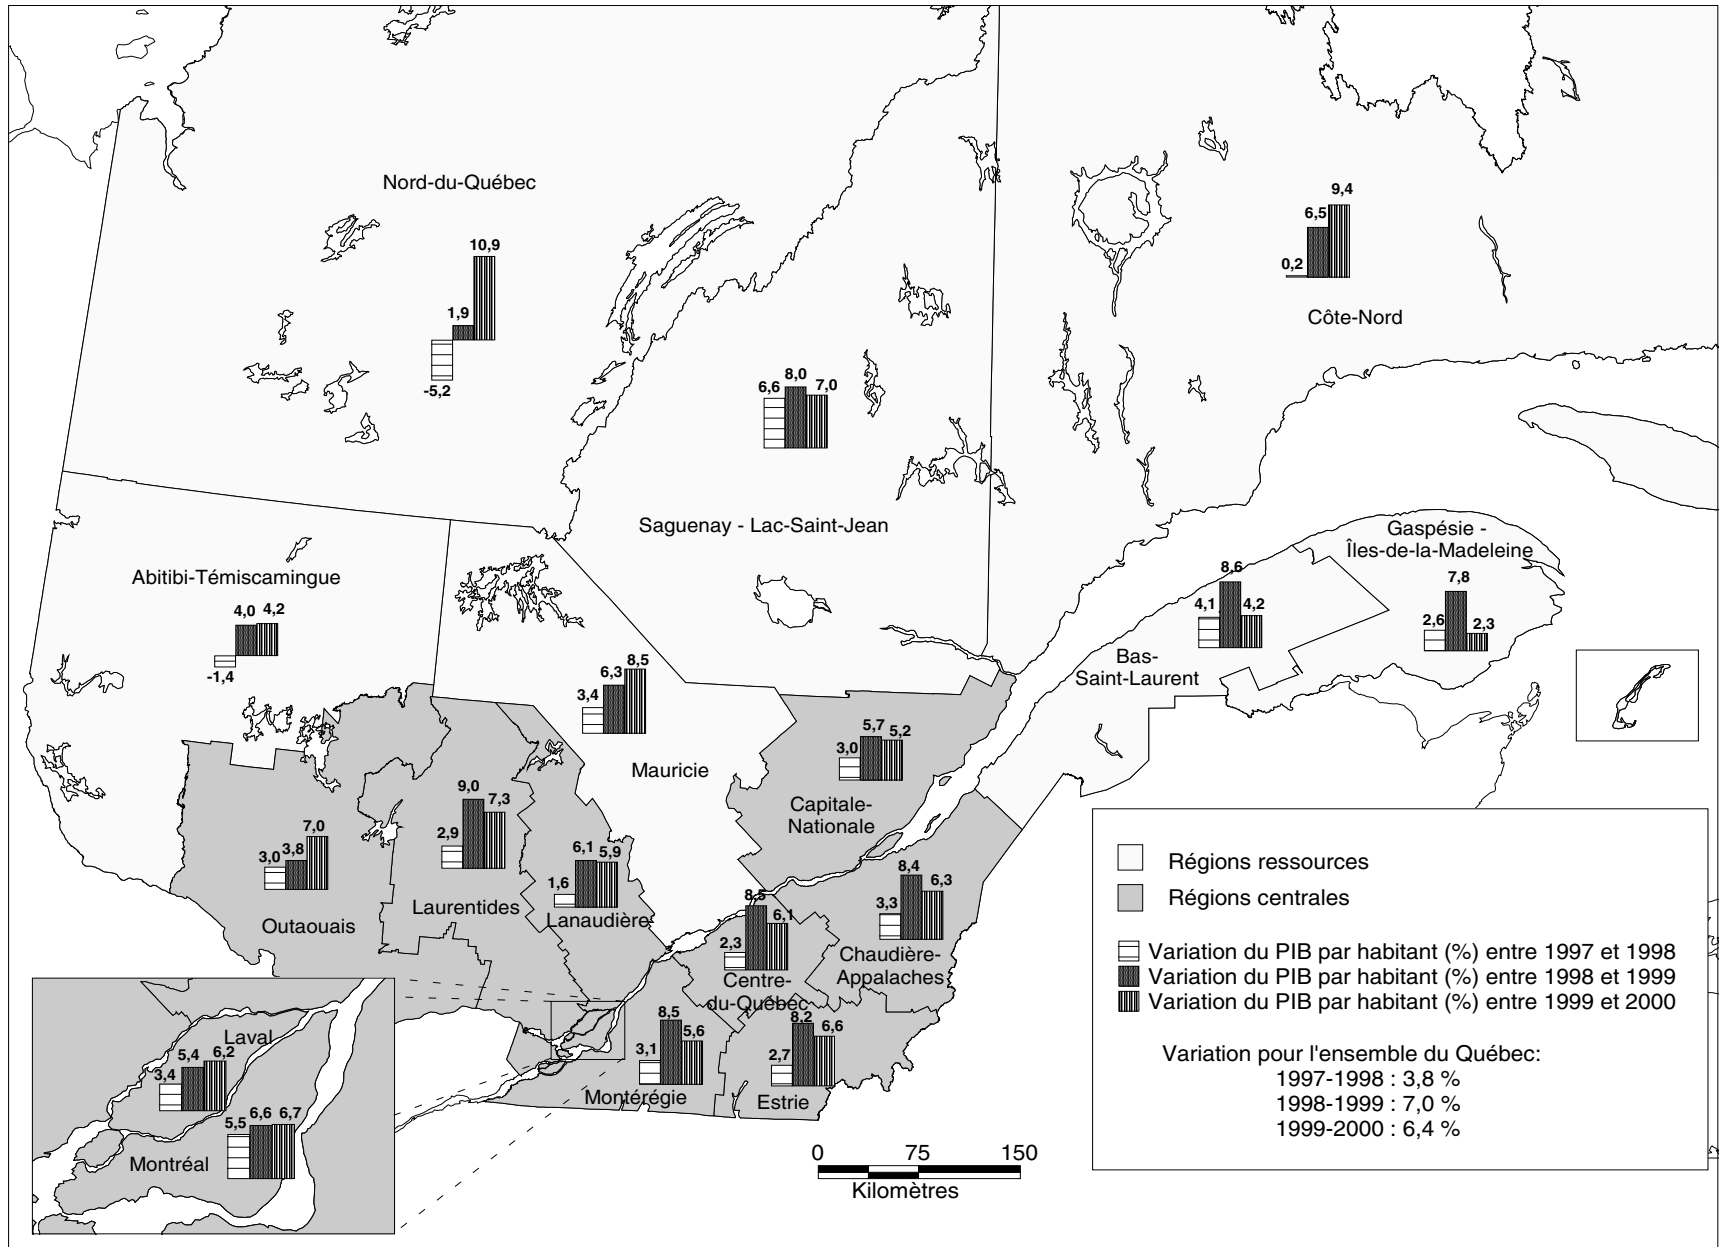 Nord-du-Québec
10,9
1,9
-5,2
9,4
6,5
0,2
Côte-Nord
6,6
8,0
7,0
Saguenay - Lac-Saint-Jean
Gaspésie -
Îles-de-la-Madeleine
7,8
2,6
2,3
8,6
4,1
4,2
Bas-
Saint-Laurent
Abitibi-Témiscamingue
4,0
4,2
-1,4
3,4
6,3
8,5
Mauricie
5,7
5,2
3,0
Capitale-
Nationale
9,0
7,3
2,9
Laurentides
7,0
3,0
3,8
Outaouais
6,1
5,9
1,6
Lanaudière
8,5
6,1
2,3
Centre-
du-Québec
8,4
6,3
3,3
Chaudière-
Appalaches
8,5
5,6
3,1
Montérégie
8,2
6,6
2,7
Estrie
Laval
5,4
6,2
3,4
6,6
6,7
5,5
Montréal
0 75 150
Kilomètres
Régions ressources
Régions centrales
Variation du PIB par habitant (%) entre 1997 et 1998
Variation du PIB par habitant (%) entre 1998 et 1999
Variation du PIB par habitant (%) entre 1999 et 2000
Variation pour l'ensemble du Québec:
1997-1998 : 3,8 %
1998-1999 : 7,0 %
1999-2000 : 6,4 %